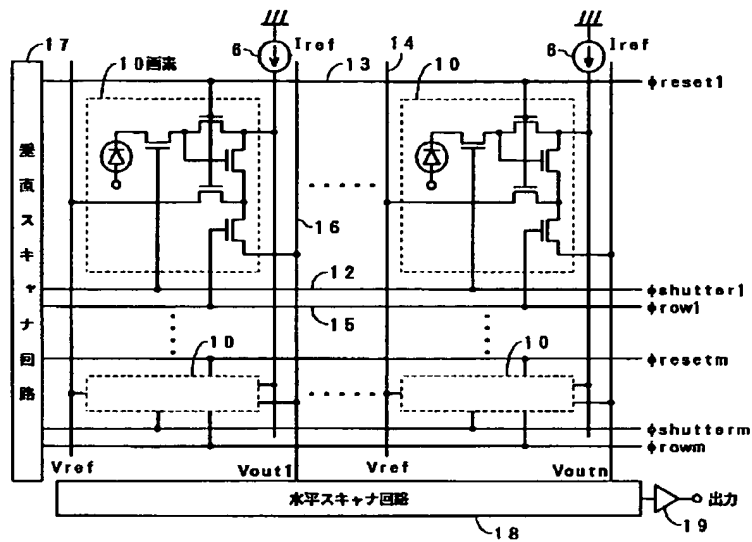 17
10画素
6
Iref
13
14
10
6
Iref
φreset1
垂直スキャナ回路
16
12
φshutter1
15
φrow1
10
10
φresetm
φshutterm
φrowm
Vref
Vout1
Vref
Voutn
水平スキャナ回路
18
19
出力